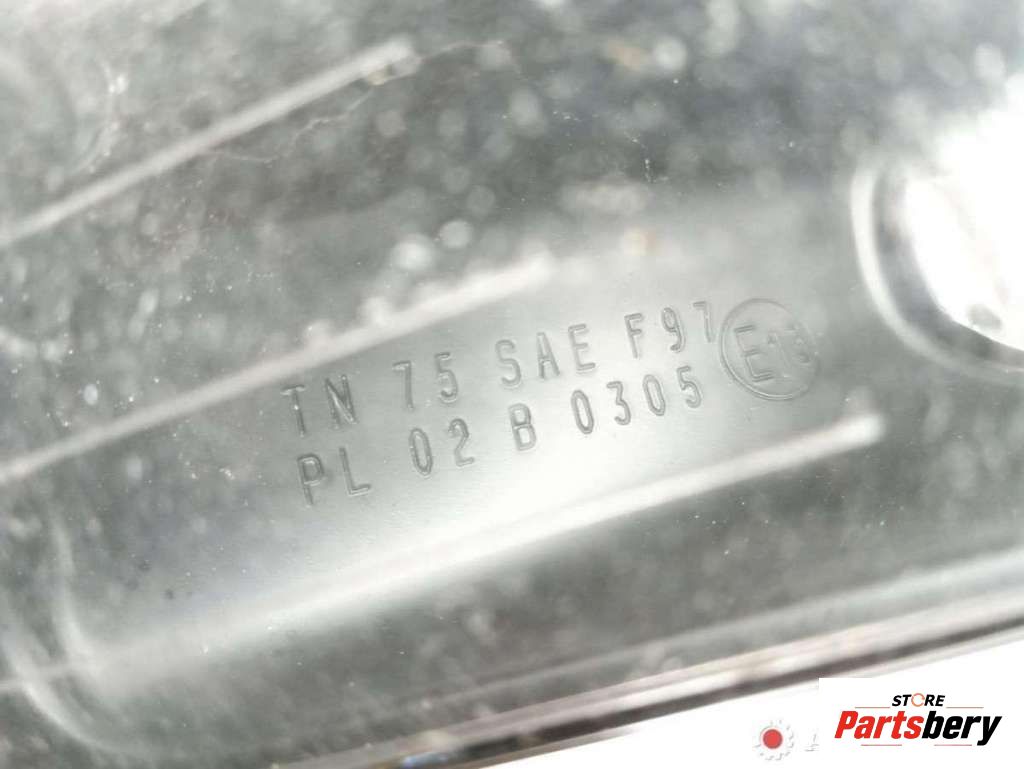 TN 75 SAE F97
PL 02 B 0305 E13
STORE
Partsbery